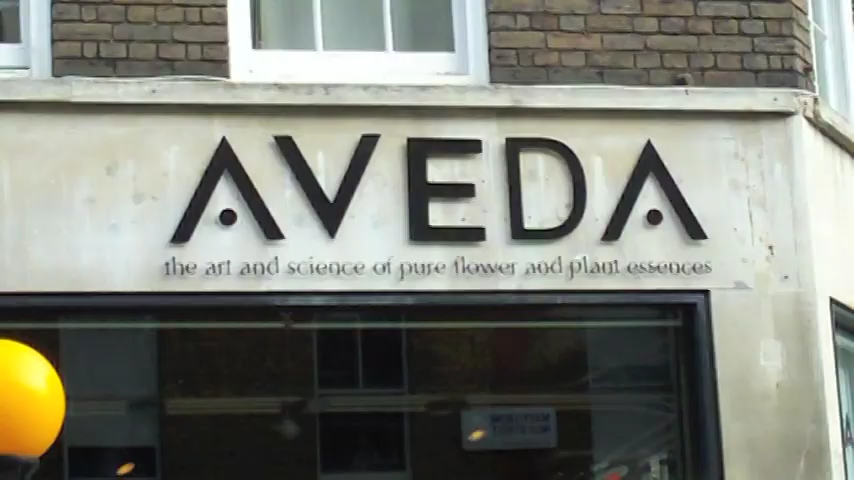 AVEDA
the art and science of pure flower and plant essences